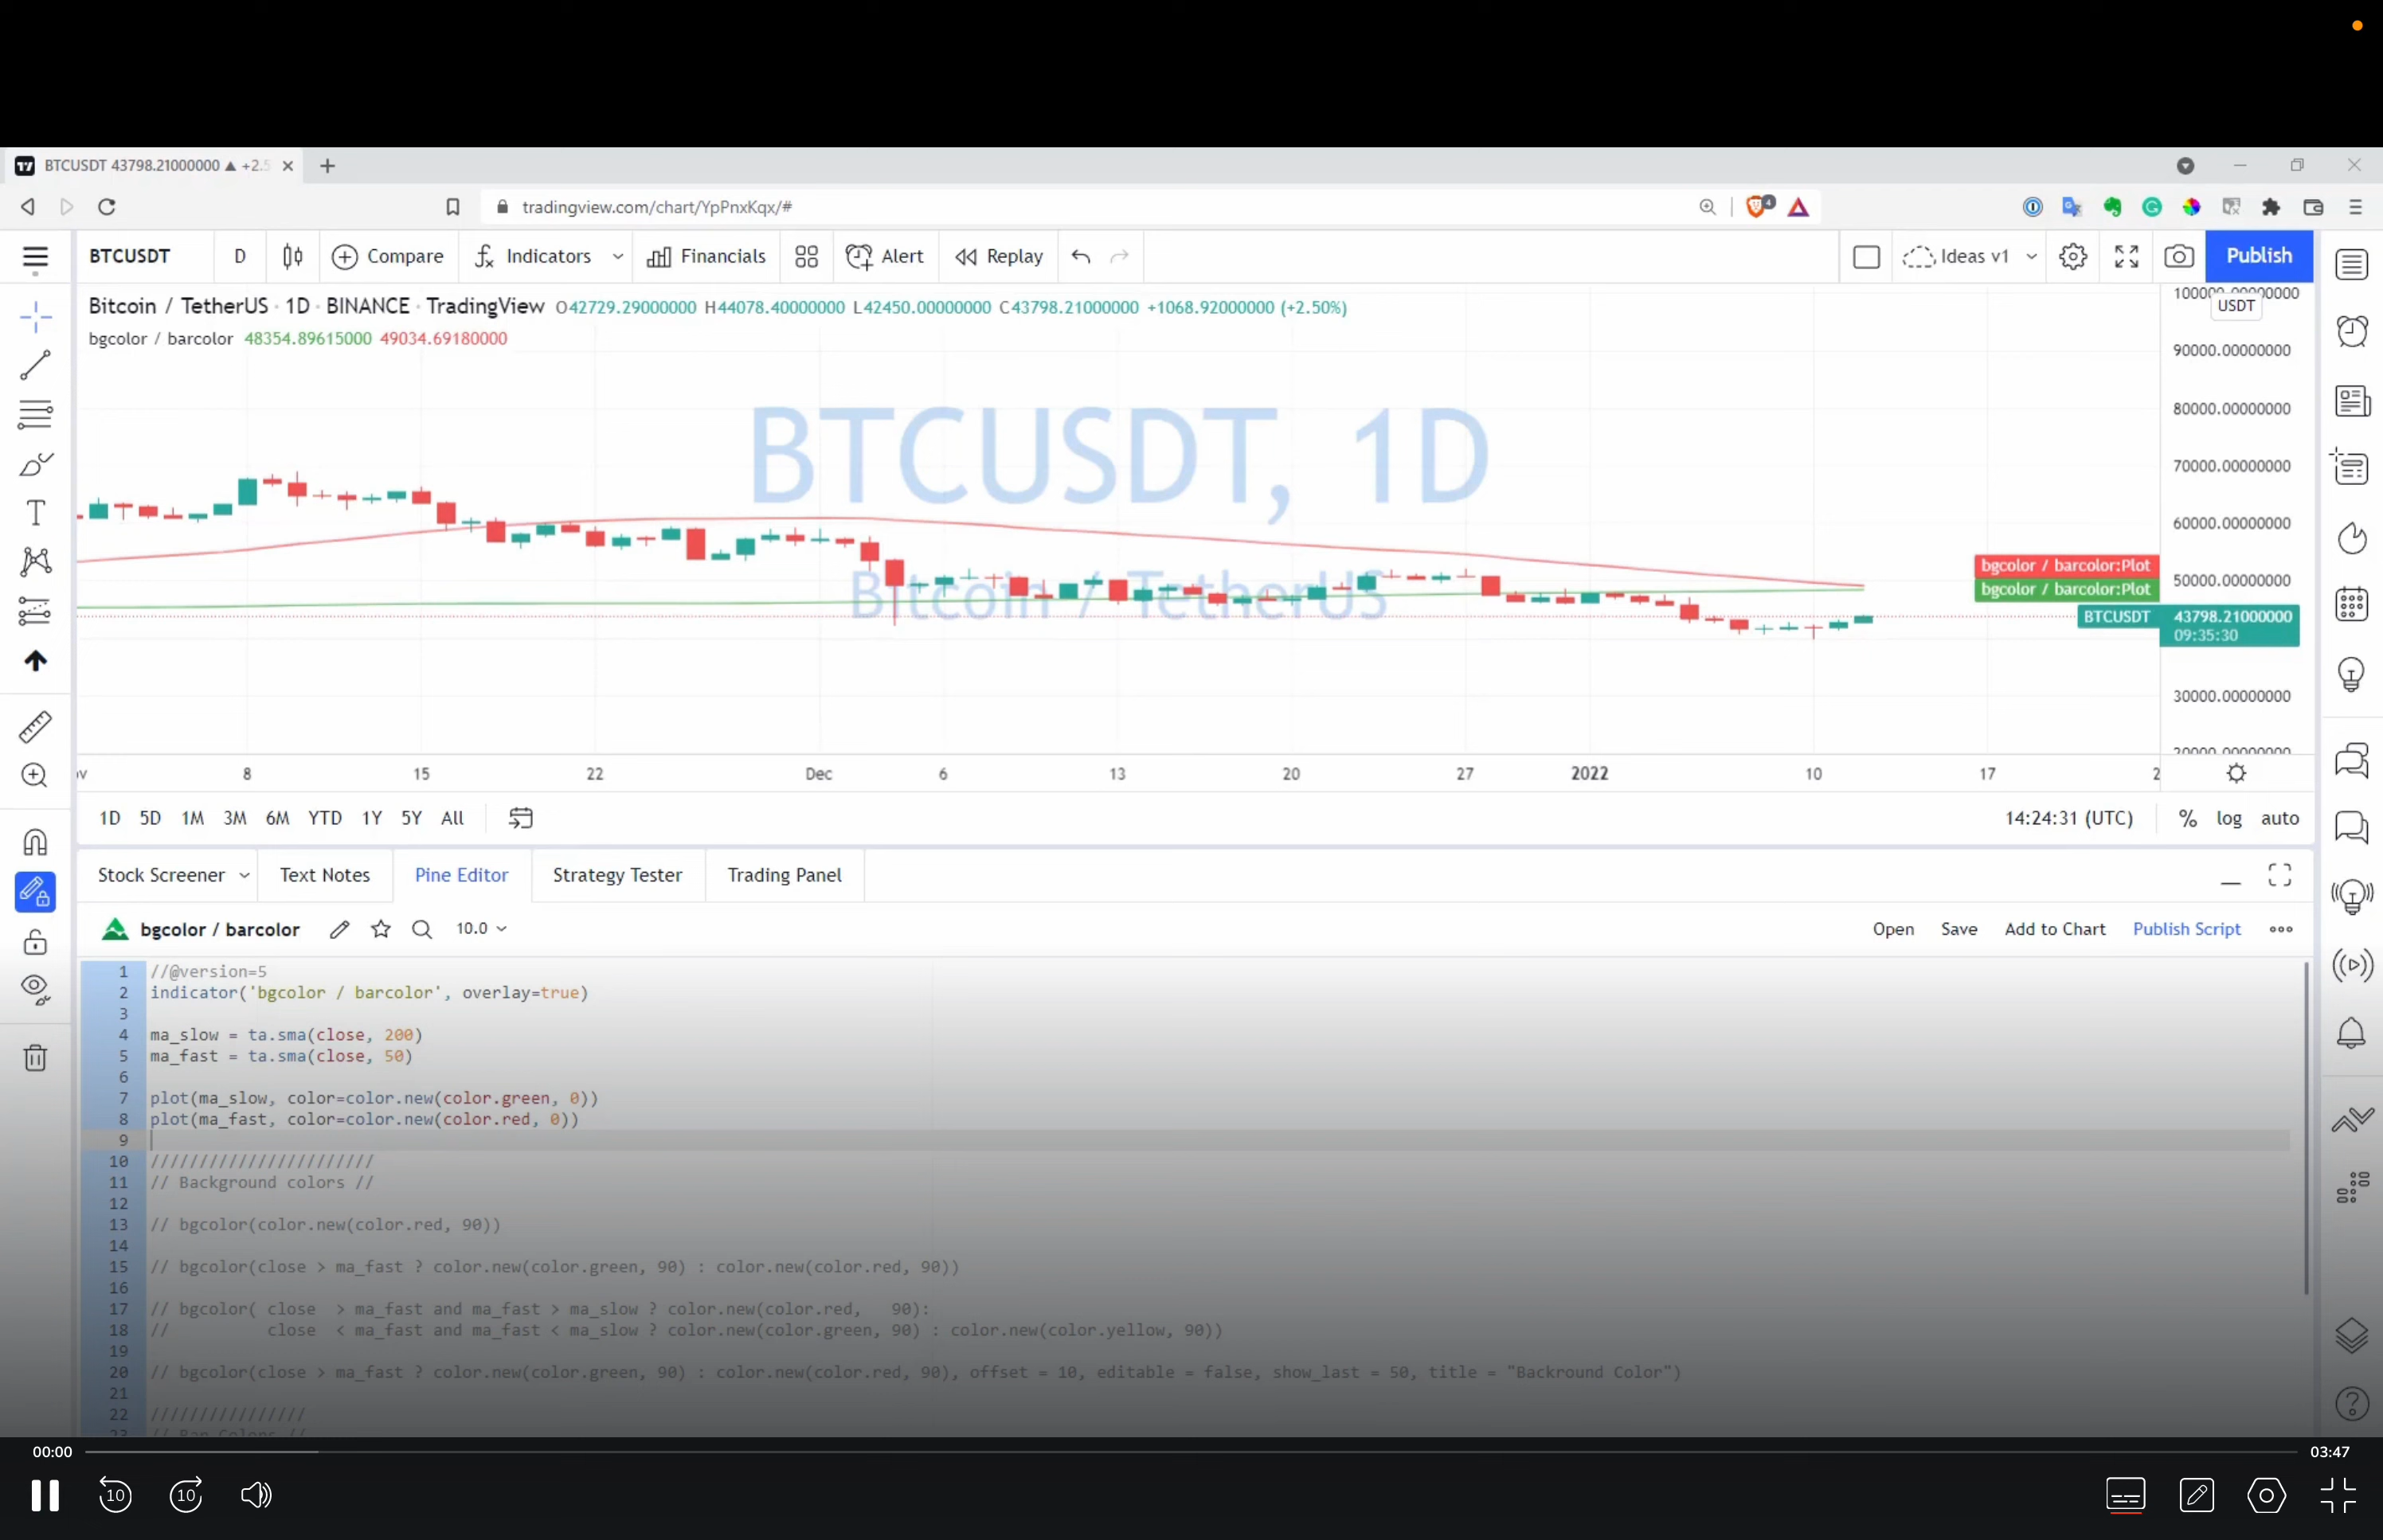 BTCUSDT 43798.21000000 ▲ +2.5
tradingview.com/chart/YpPnxKqx/#
4
BTCUSDT D Compare Indicators Financials Alert Replay Ideas v1 Publish
Bitcoin / TetherUS · 1D · BINANCE · TradingView O42729.29000000 H44078.40000000 L42450.00000000 C43798.21000000 +1068.92000000 (+2.50%)
bgcolor / barcolor 48354.89615000 49034.69180000
BTCUSDT, 1D
Bitcoin / TetherUS
USDT
90000.00000000
80000.00000000
70000.00000000
60000.00000000
bgcolor / barcolor:Plot
50000.00000000
bgcolor / barcolor:Plot
BTCUSDT 43798.21000000
09:35:30
30000.00000000
8 15 22 Dec 6 13 20 27 2022 10 17 2
1D 5D 1M 3M 6M YTD 1Y 5Y All 14:24:31 (UTC) % log auto
Stock Screener Text Notes Pine Editor Strategy Tester Trading Panel
bgcolor / barcolor 10.0 Open Save Add to Chart Publish Script
1 //@version=5
2 indicator('bgcolor / barcolor', overlay=true)
3
4 ma_slow = ta.sma(close, 200)
5 ma_fast = ta.sma(close, 50)
6
7 plot(ma_slow, color=color.new(color.green, 0))
8 plot(ma_fast, color=color.new(color.red, 0))
9
10 ///////////////////////
11 // Background colors //
12
13 // bgcolor(color.new(color.red, 90))
14
15 // bgcolor(close > ma_fast ? color.new(color.green, 90) : color.new(color.red, 90))
16
17 // bgcolor( close  > ma_fast and ma_fast > ma_slow ? color.new(color.red,   90):
18 //          close  < ma_fast and ma_fast < ma_slow ? color.new(color.green, 90) : color.new(color.yellow, 90))
19
20 // bgcolor(close > ma_fast ? color.new(color.green, 90) : color.new(color.red, 90), offset = 10, editable = false, show_last = 50, title = "Backround Color")
21
22 ////////////////
00:00 03:47
10 10